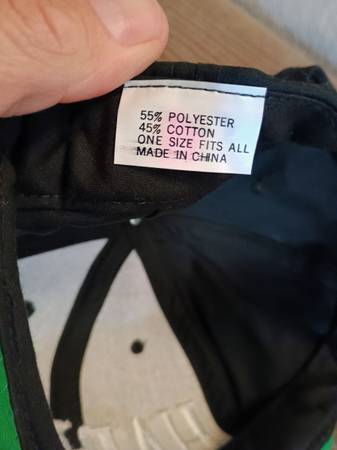 55% POLYESTER
45% COTTON
ONE SIZE FITS ALL
MADE IN CHINA